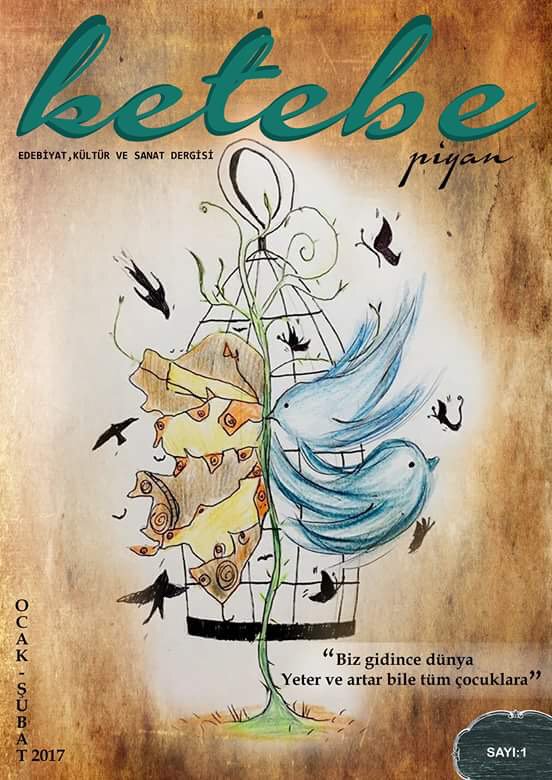 ketebe
piyan
EDEBİYAT,KÜLTÜR VE SANAT DERGİSİ
“Biz gidince dünya
Yeter ve artar bile tüm çocuklara”
OCAK - ŞÜBAT 2017
SAYI:1